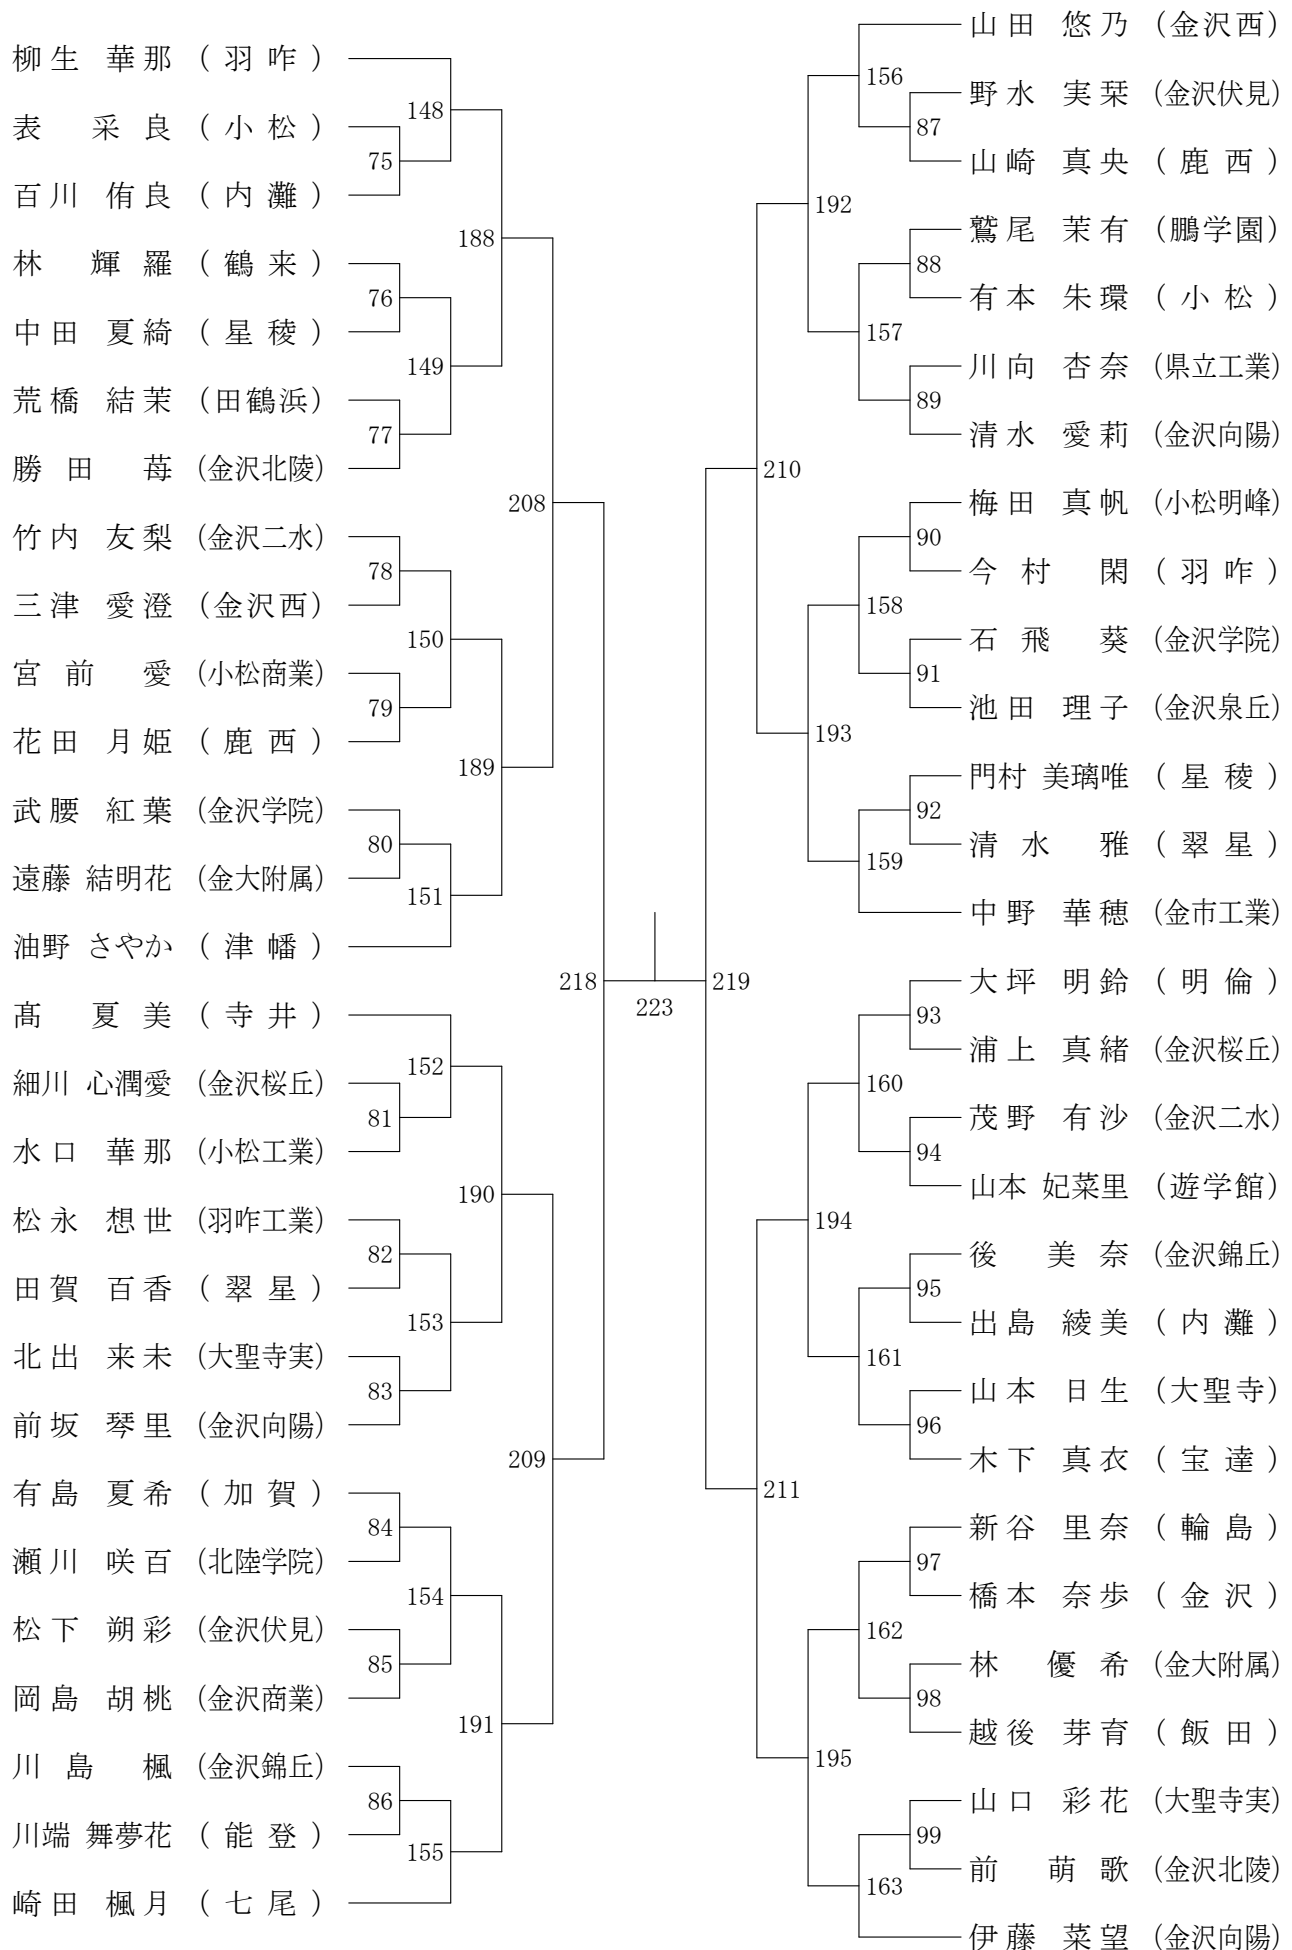 柳生 華那 (羽咋)
表 采良 (小松)
百川 侑良 (内灘)
林 輝羅 (鶴来)
中田 夏綺 (星稜)
荒橋 結茉 (田鶴浜)
勝田 苺 (金沢北陵)
竹内 友梨 (金沢二水)
三津 愛澄 (金沢西)
宮前 愛 (小松商業)
花田 月姫 (鹿西)
武腰 紅葉 (金沢学院)
遠藤 結明花 (金大附属)
油野 さやか (津幡)
髙 夏美 (寺井)
細川 心潤愛 (金沢桜丘)
水口 華那 (小松工業)
松永 想世 (羽咋工業)
田賀 百香 (翠星)
北出 来未 (大聖寺実)
前坂 琴里 (金沢向陽)
有島 夏希 (加賀)
瀬川 咲百 (北陸学院)
松下 朔彩 (金沢伏見)
岡島 胡桃 (金沢商業)
川島 楓 (金沢錦丘)
川端 舞夢花 (能登)
崎田 楓月 (七尾)
75
76
77
78
79
80
81
82
83
84
85
86
148
149
150
151
152
153
154
155
188
189
190
191
208
209
218
223
219
210
211
192
193
194
195
156
157
158
159
160
161
162
163
87
88
89
90
91
92
93
94
95
96
97
98
99
山田 悠乃 (金沢西)
野水 実栞 (金沢伏見)
山崎 真央 (鹿西)
鷲尾 茉有 (鵬学園)
有本 朱環 (小松)
川向 杏奈 (県立工業)
清水 愛莉 (金沢向陽)
梅田 真帆 (小松明峰)
今村 閑 (羽咋)
石飛 葵 (金沢学院)
池田 理子 (金沢泉丘)
門村 美璃唯 (星稜)
清水 雅 (翠星)
中野 華穂 (金市工業)
大坪 明鈴 (明倫)
浦上 真緒 (金沢桜丘)
茂野 有沙 (金沢二水)
山本 妃菜里 (遊学館)
後 美奈 (金沢錦丘)
出島 綾美 (内灘)
山本 日生 (大聖寺)
木下 真衣 (宝達)
新谷 里奈 (輪島)
橋本 奈歩 (金沢)
林 優希 (金大附属)
越後 芽育 (飯田)
山口 彩花 (大聖寺実)
前 萌歌 (金沢北陵)
伊藤 菜望 (金沢向陽)